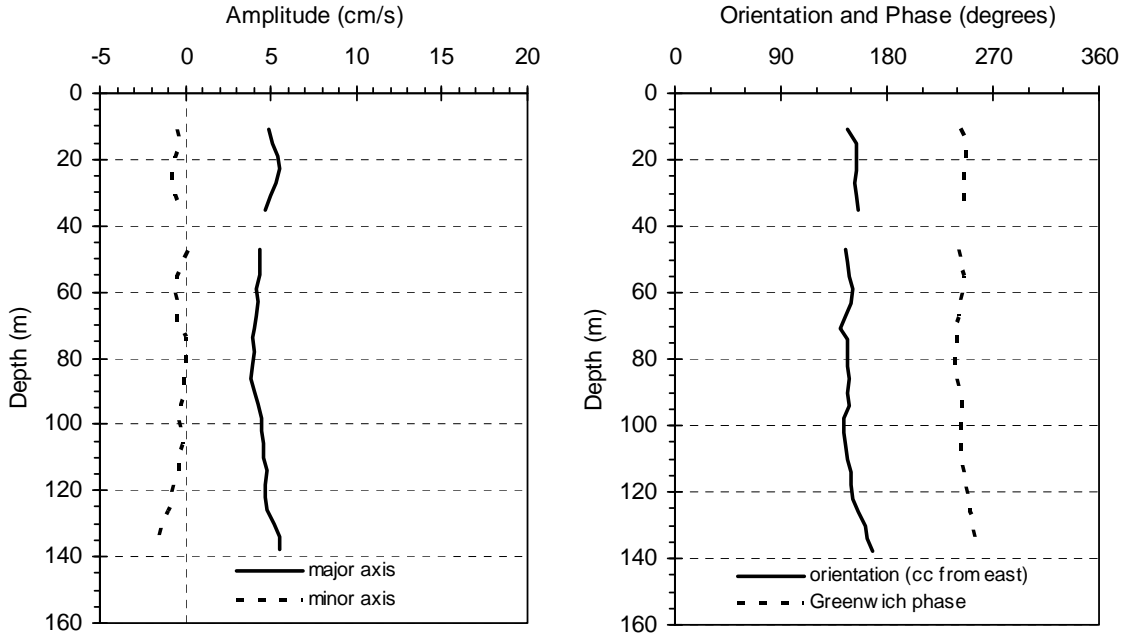 Amplitude (cm/s)
-5 0 5 10 15 20
0
20
40
60
80
100
120
140
160
Depth (m)
major axis
minor axis
Orientation and Phase (degrees)
0 90 180 270 360
0
20
40
60
80
100
120
140
160
Depth (m)
orientation (cc from east)
Greenwich phase